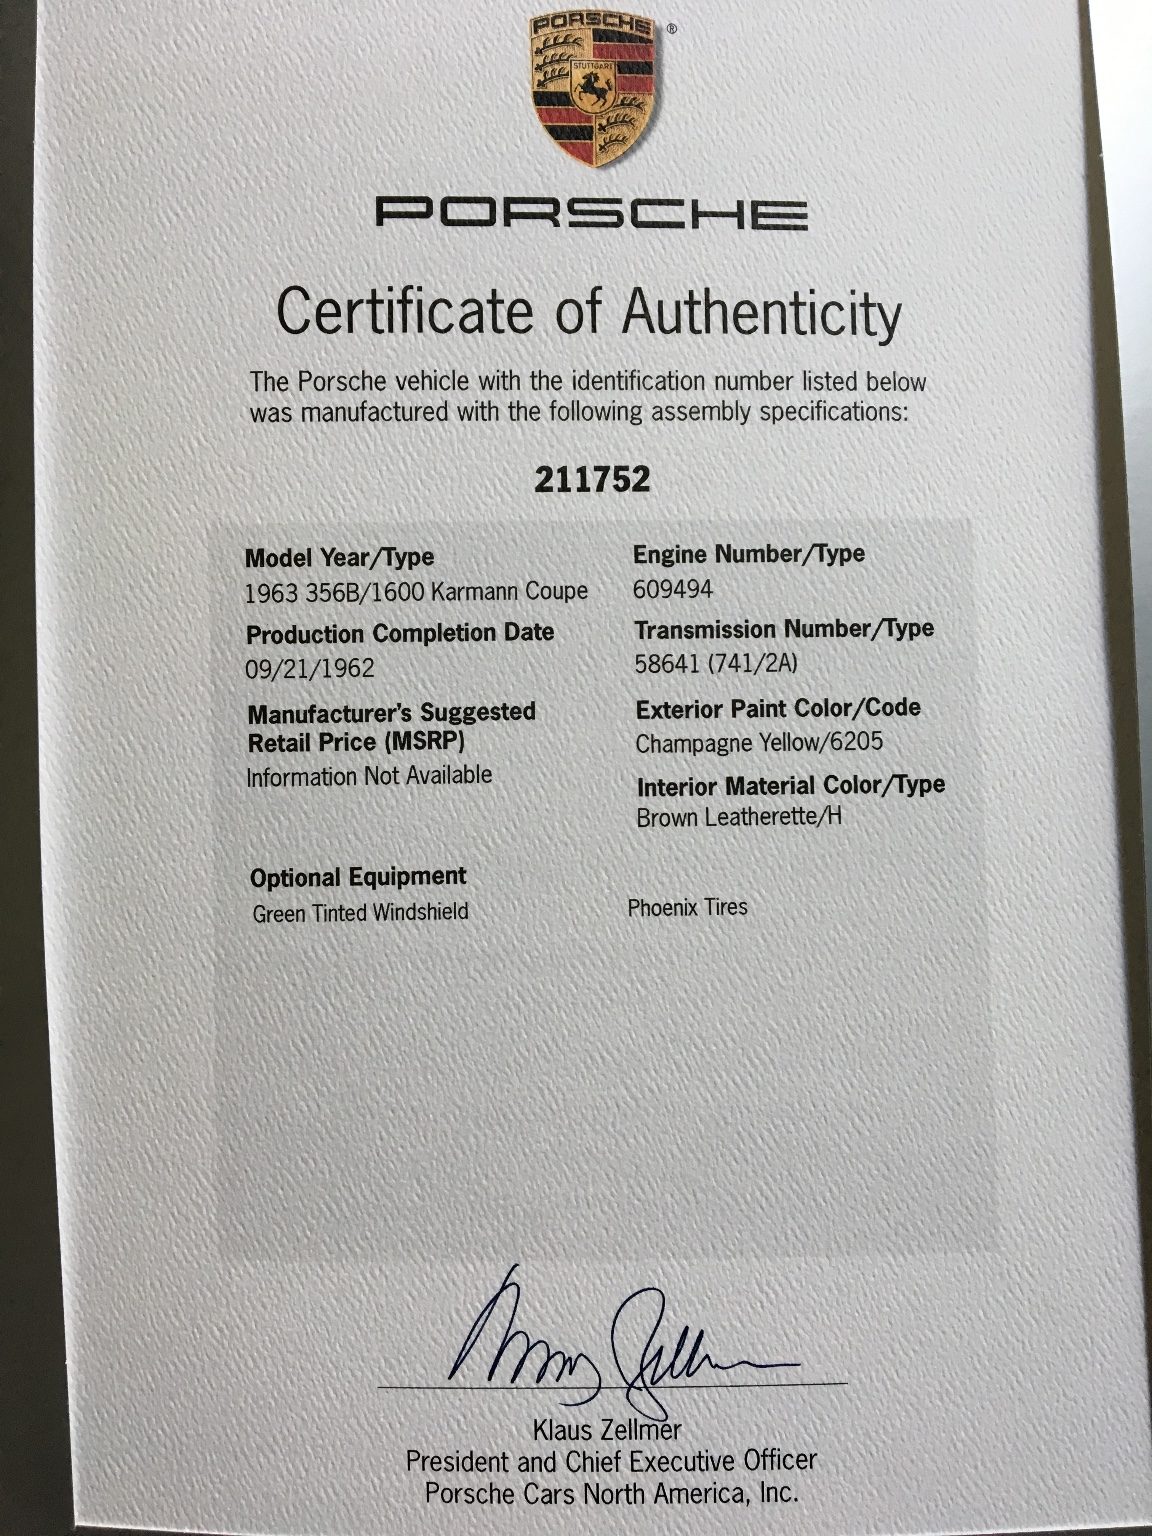 PORSCHE
®
STUTTGART
PORSCHE
Certificate of Authenticity
The Porsche vehicle with the identification number listed below
was manufactured with the following assembly specifications:
211752
Model Year/Type
1963 356B/1600 Karmann Coupe
Production Completion Date
09/21/1962
Manufacturer's Suggested
Retail Price (MSRP)
Information Not Available
Engine Number/Type
609494
Transmission Number/Type
58641 (741/2A)
Exterior Paint Color/Code
Champagne Yellow/6205
Interior Material Color/Type
Brown Leatherette/H
Optional Equipment
Green Tinted Windshield
Phoenix Tires
Klaus Zellmer
President and Chief Executive Officer
Porsche Cars North America, Inc.